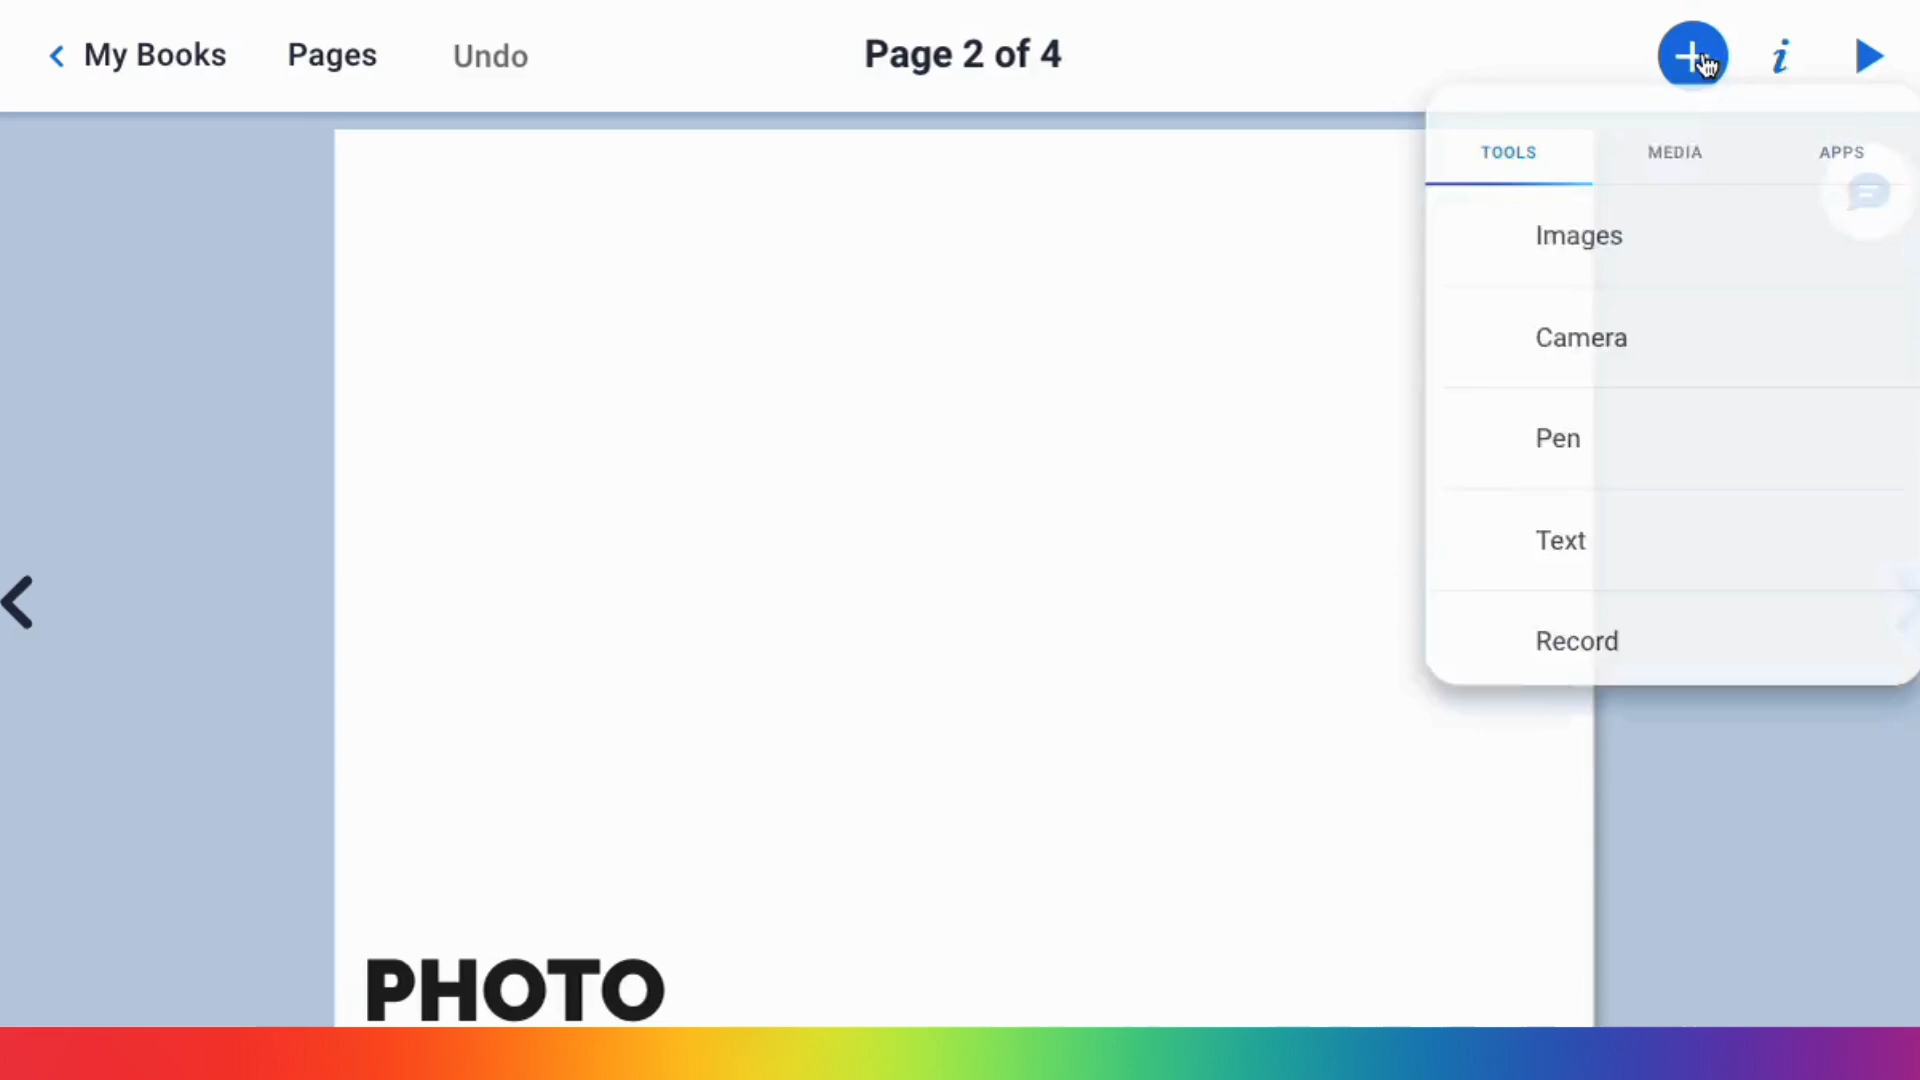 My Books Pages Undo Page 2 of 4
TOOLS MEDIA APPS
Images
Camera
Pen
Text
Record
PHOTO